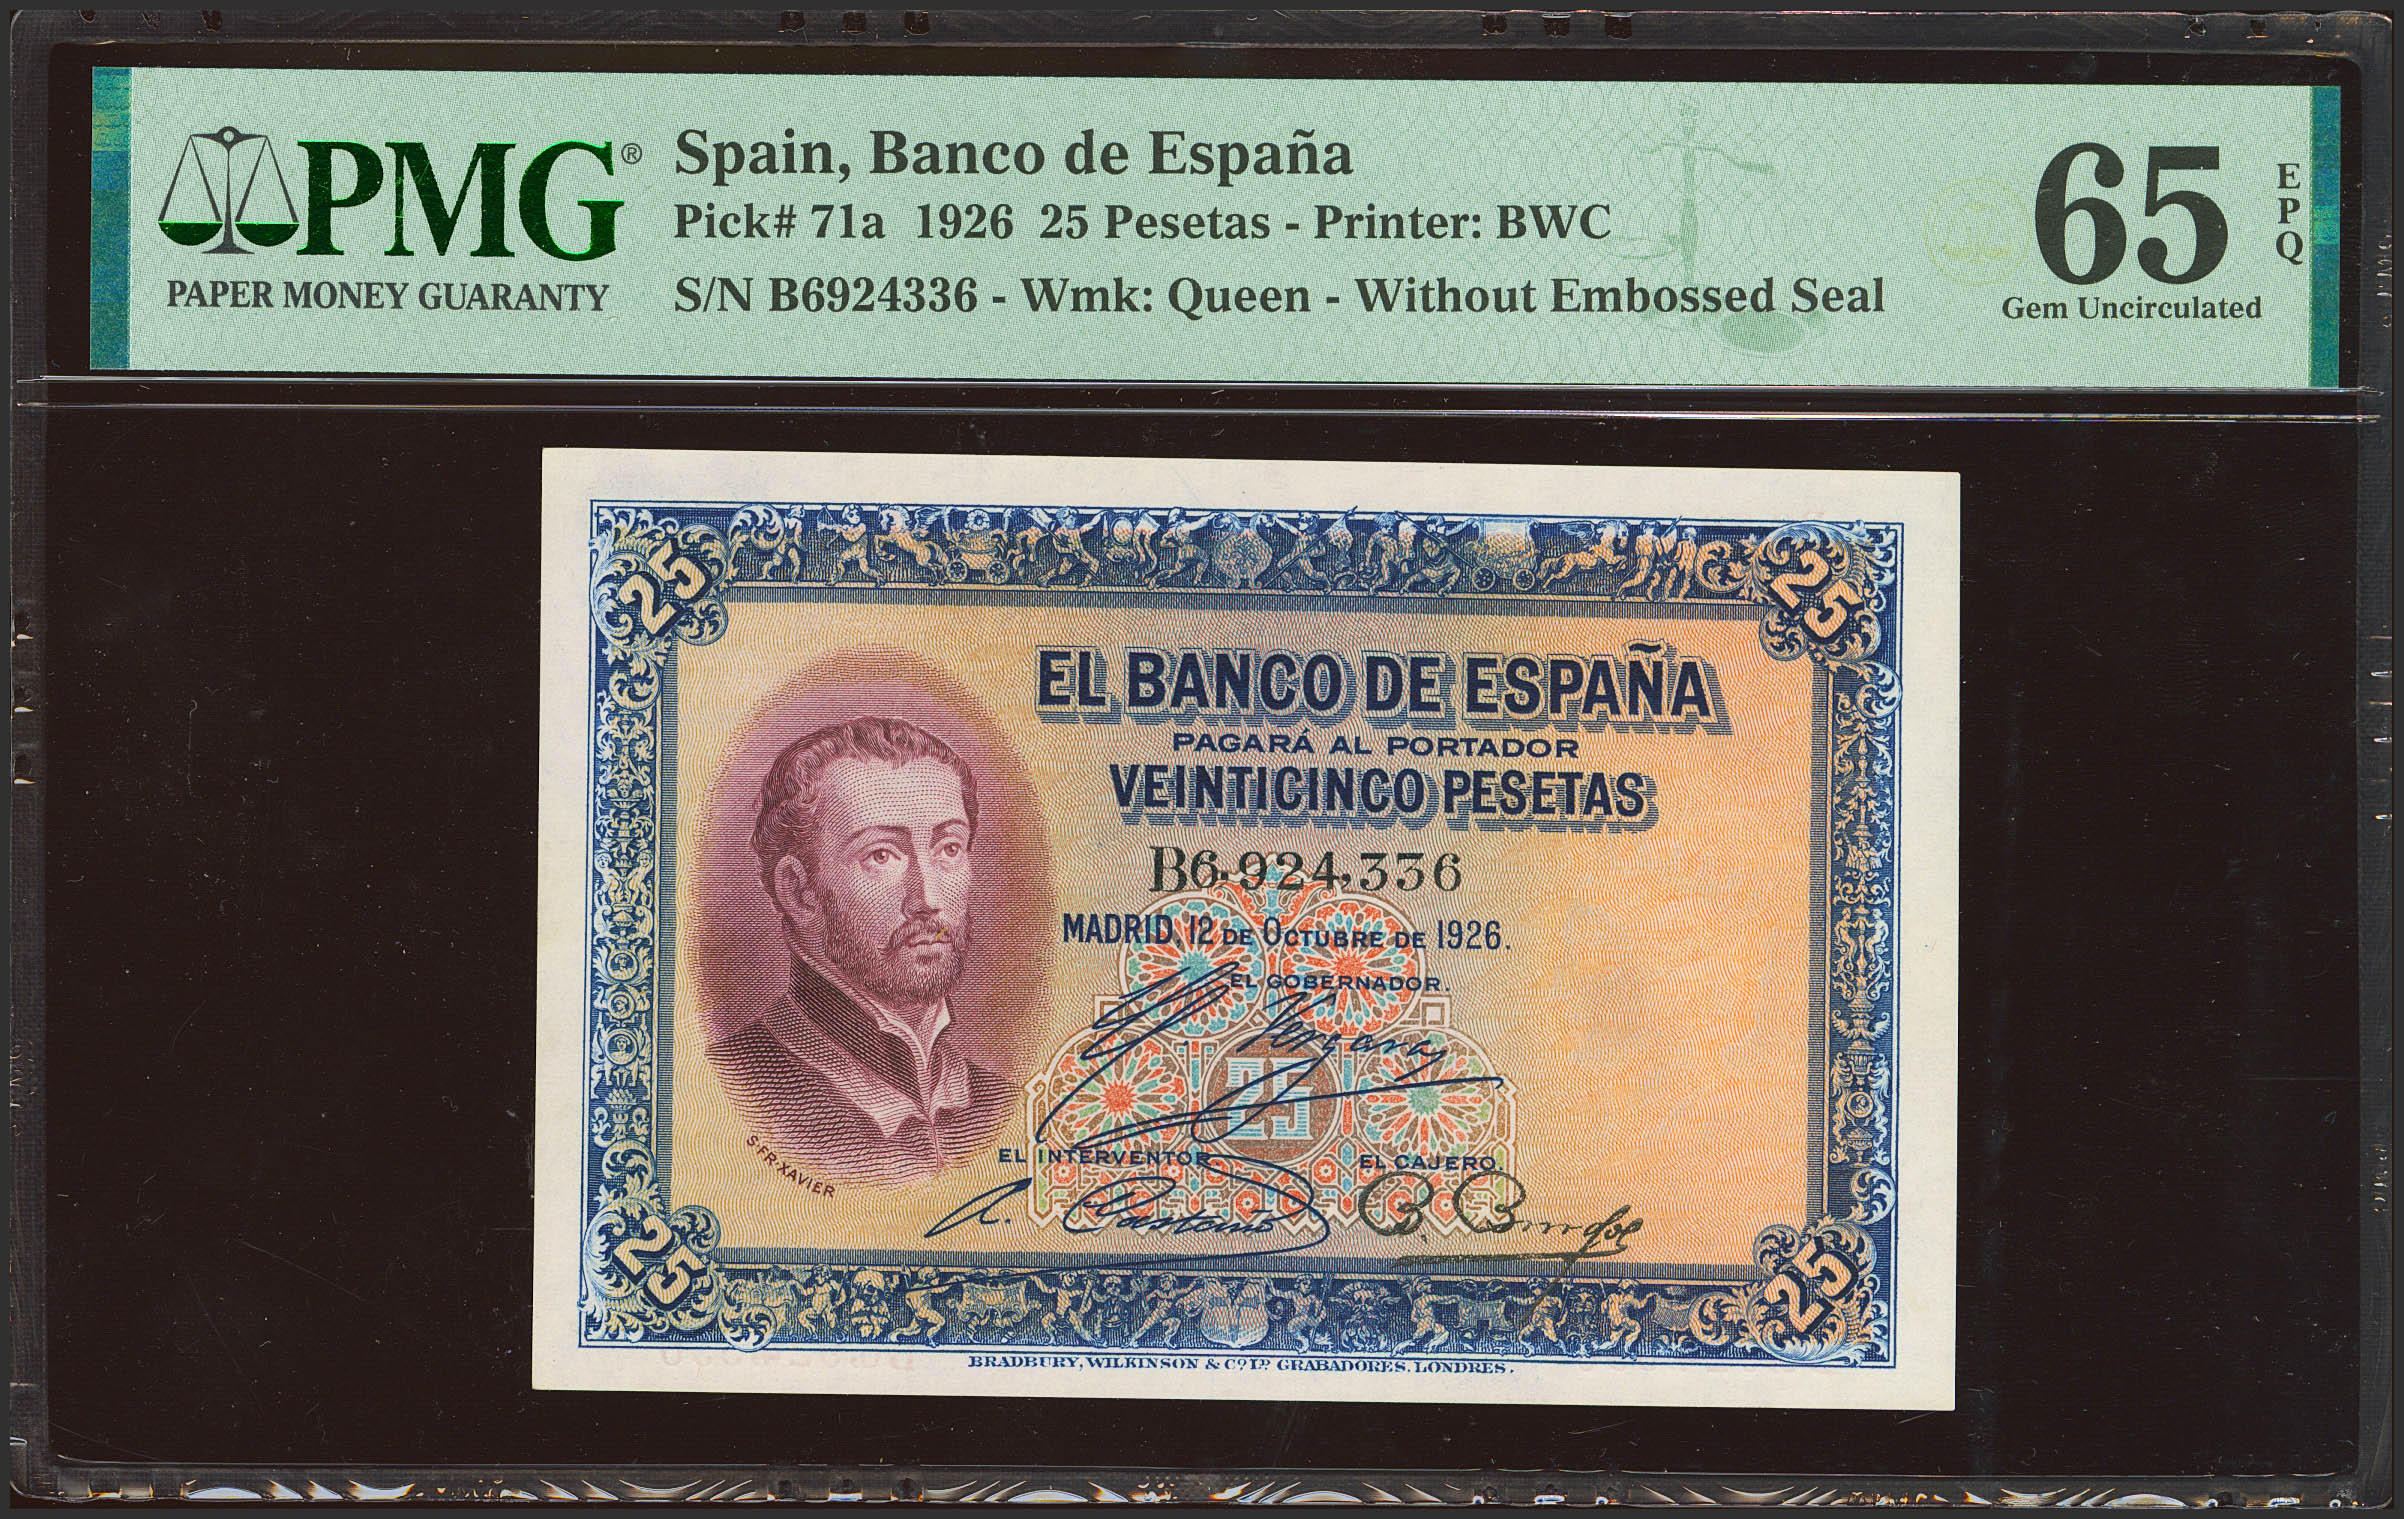 PMG®
PAPER MONEY GUARANTY
Spain, Banco de España
Pick# 71a 1926 25 Pesetas - Printer: BWC
S/N B6924336 - Wmk: Queen - Without Embossed Seal
65
EPQ
Gem Uncirculated
25
25
EL BANCO DE ESPAÑA
PAGARÁ AL PORTADOR
VEINTICINCO PESETAS
B6,924,336
MADRID, 12 DE OCTUBRE DE 1926.
EL GOBERNADOR.
25
EL INTERVENTOR
EL CAJERO.
S. FR. XAVIER
25
25
BRADBURY, WILKINSON & Co. Ld. GRABADORES. LONDRES.